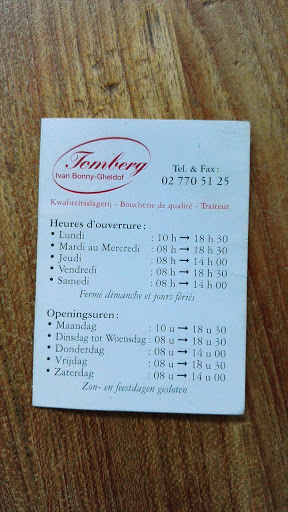 Tomberg
Ivan Bonny-Gheldof
Tel. & Fax :
02 770 51 25
Kwaliteitsslagerij - Boucherie de qualité - Traiteur
Heures d'ouverture :
• Lundi : 10 h → 18 h 30
• Mardi au Mercredi : 08 h → 18 h 30
• Jeudi : 08 h → 14 h 00
• Vendredi : 08 h → 18 h 30
• Samedi : 08 h → 14 h 00
Fermé dimanche et jours fériés
Openingsuren :
• Maandag : 10 u → 18 u 30
• Dinsdag tot Woensdag : 08 u → 18 u 30
• Donderdag : 08 u → 14 u 00
• Vrijdag : 08 u → 18 u 30
• Zaterdag : 08 u → 14 u 00
Zon- en feestdagen gesloten